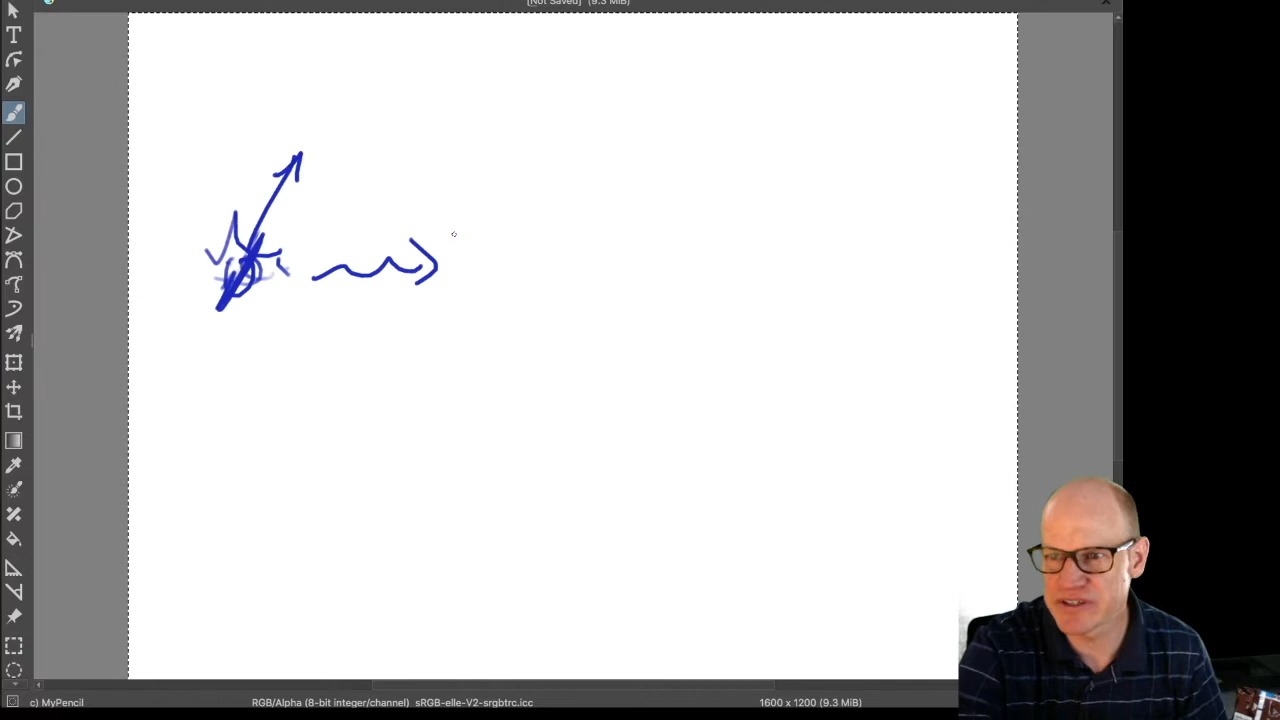 [Not Saved] (9.3 MiB)
c) MyPencil RGB/Alpha (8-bit integer/channel) sRGB-elle-V2-srgbtrc.icc 1600 x 1200 (9.3 MiB)